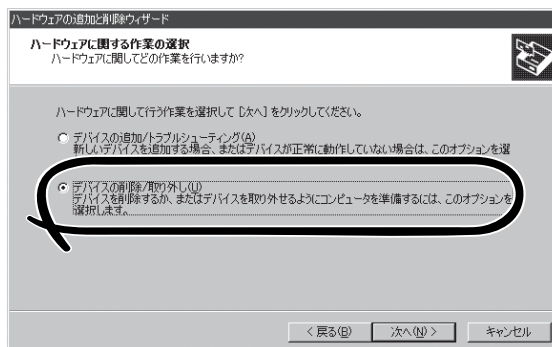 ハードウェアの追加と削除ウィザード
ハードウェアに関する作業の選択
ハードウェアに関してどの作業を行いますか?
ハードウェアに関して行う作業を選択して [次へ] をクリックしてください。
デバイスの追加/トラブルシューティング(A)
新しいデバイスを追加する場合、またはデバイスが正常に動作していない場合は、このオプションを選
デバイスの削除/取り外し(U)
デバイスを削除するか、またはデバイスを取り外せるようにコンピュータを準備するには、このオプションを
選択します。
< 戻る(B) 次へ(N) > キャンセル